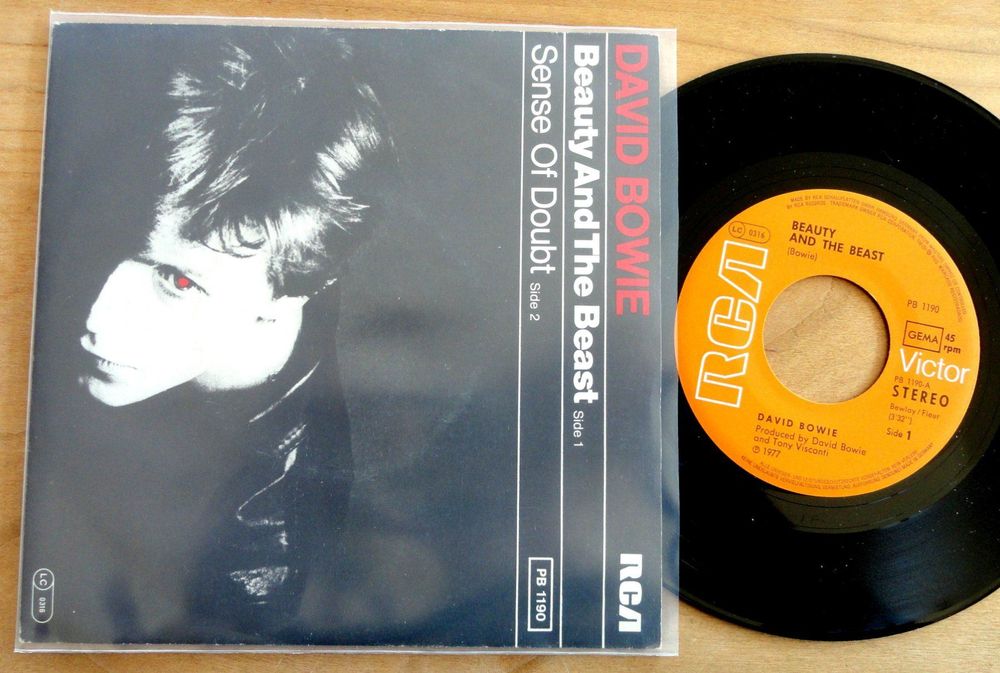 DAVID BOWIE
Beauty And The Beast Side 1
Sense Of Doubt Side 2
PB 1190
RCA
LC 0316
LC 0316
BEAUTY
AND THE BEAST
(Bowie)
RCA
PB 1190
GEMA 45
rpm
Victor
PB 1190-A
STEREO
Bewlay/Fleur
(3'32")
Side 1
DAVID BOWIE
Produced by David Bowie
and Tony Visconti
℗ 1977